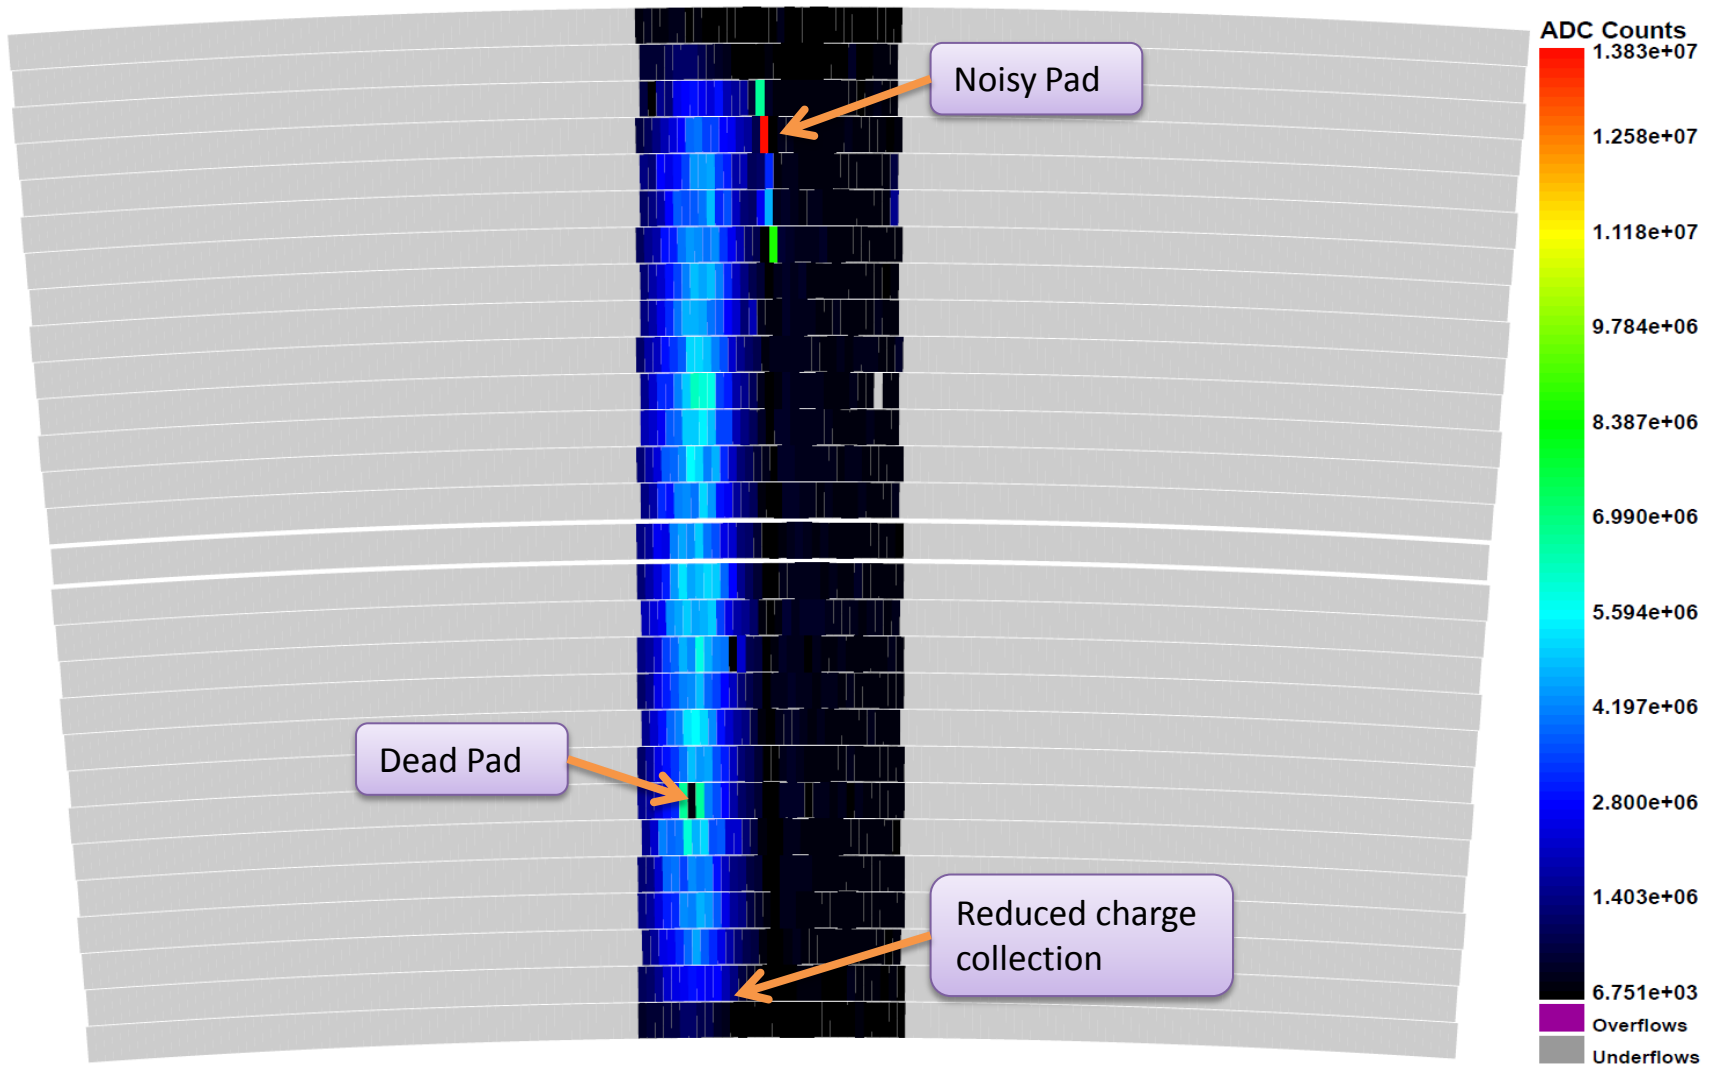 ADC Counts
1.383e+07
Noisy Pad
1.258e+07
1.118e+07
9.784e+06
8.387e+06
6.990e+06
5.594e+06
4.197e+06
Dead Pad
2.800e+06
1.403e+06
Reduced charge
collection
6.751e+03
Overflows
Underflows